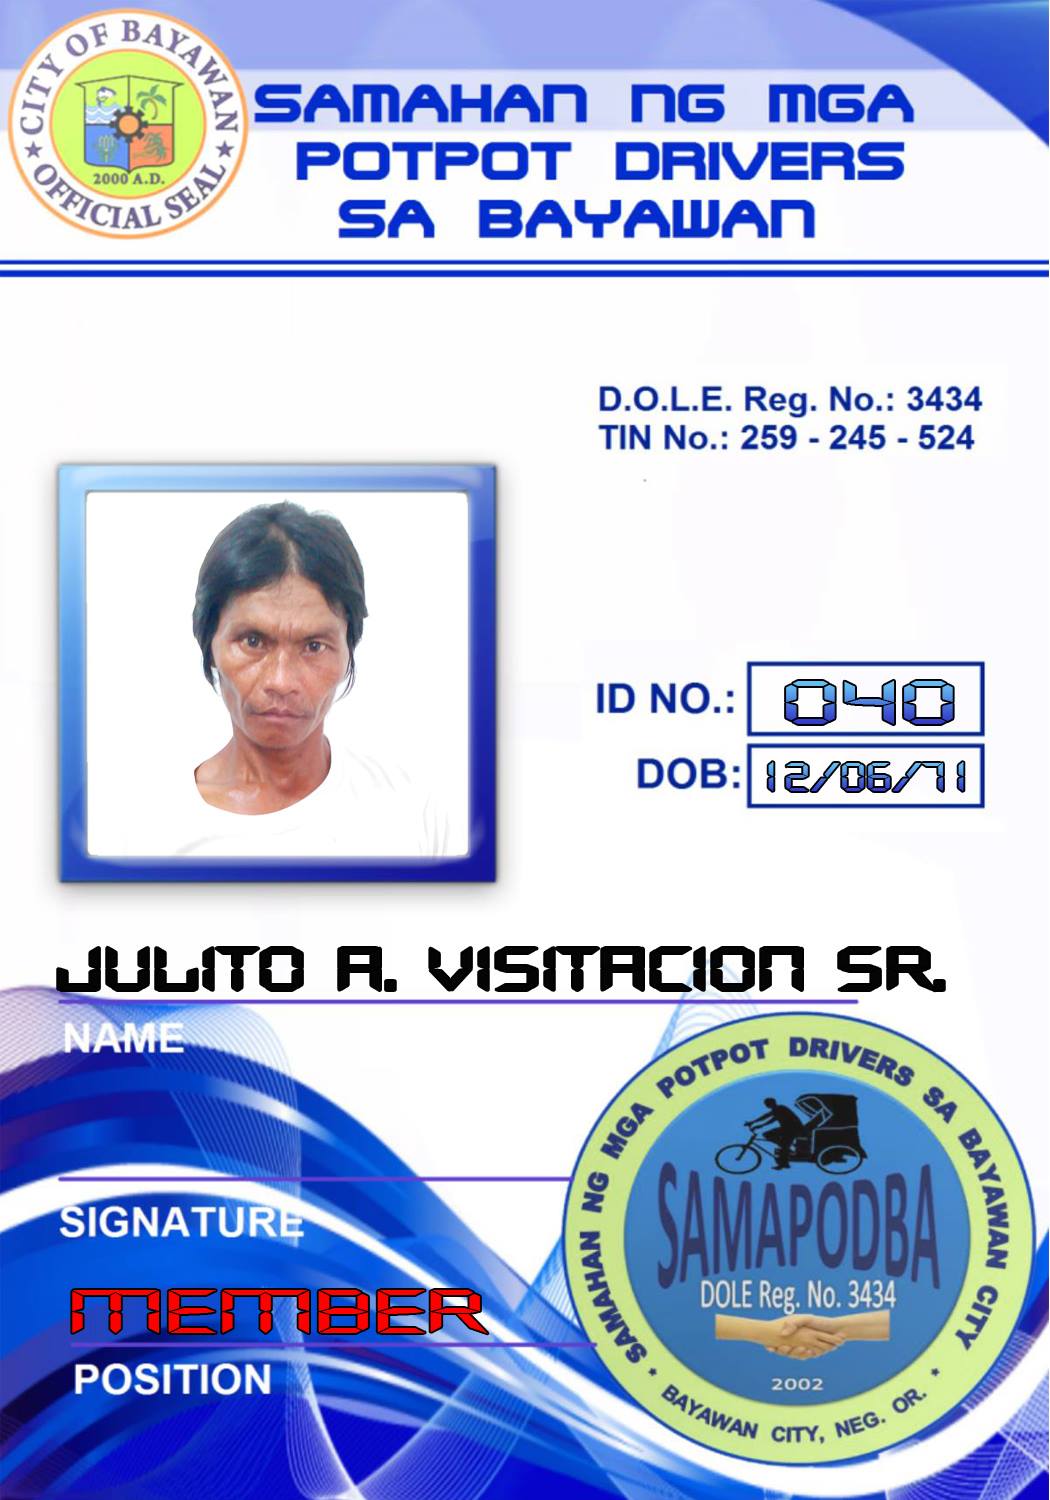 CITY OF BAYAWAN
2000 A.D.
★ OFFICIAL SEAL ★
SAMAHAN NG MGA
POTPOT DRIVERS
SA BAYAWAN
D.O.L.E. Reg. No.: 3434
TIN No.: 259 - 245 - 524
ID NO.: 040
DOB: 12/06/71
JULITO A. VISITACION SR.
NAME
SIGNATURE
MEMBER
POSITION
SAMAHAN NG MGA POTPOT DRIVERS SA BAYAWAN CITY
SAMAPODBA
DOLE Reg. No. 3434
2002
• BAYAWAN CITY, NEG. OR. •